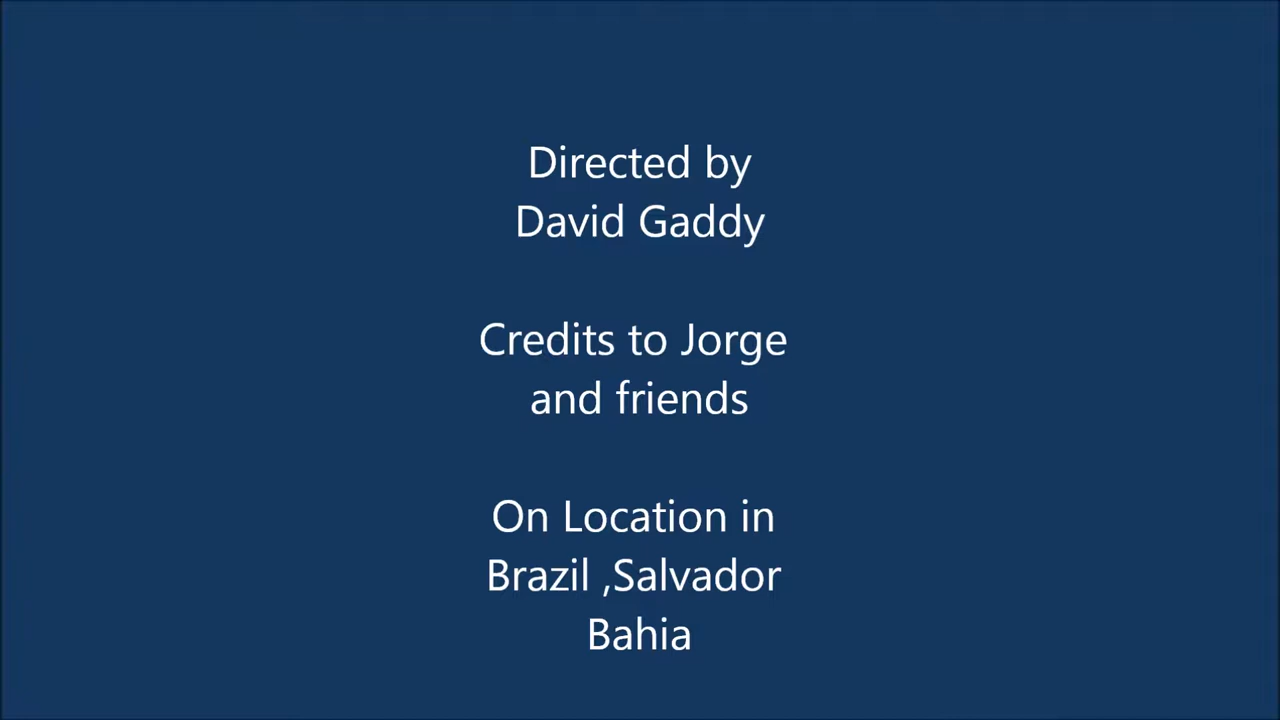 Directed by
David Gaddy
Credits to Jorge
and friends
On Location in
Brazil ,Salvador
Bahia